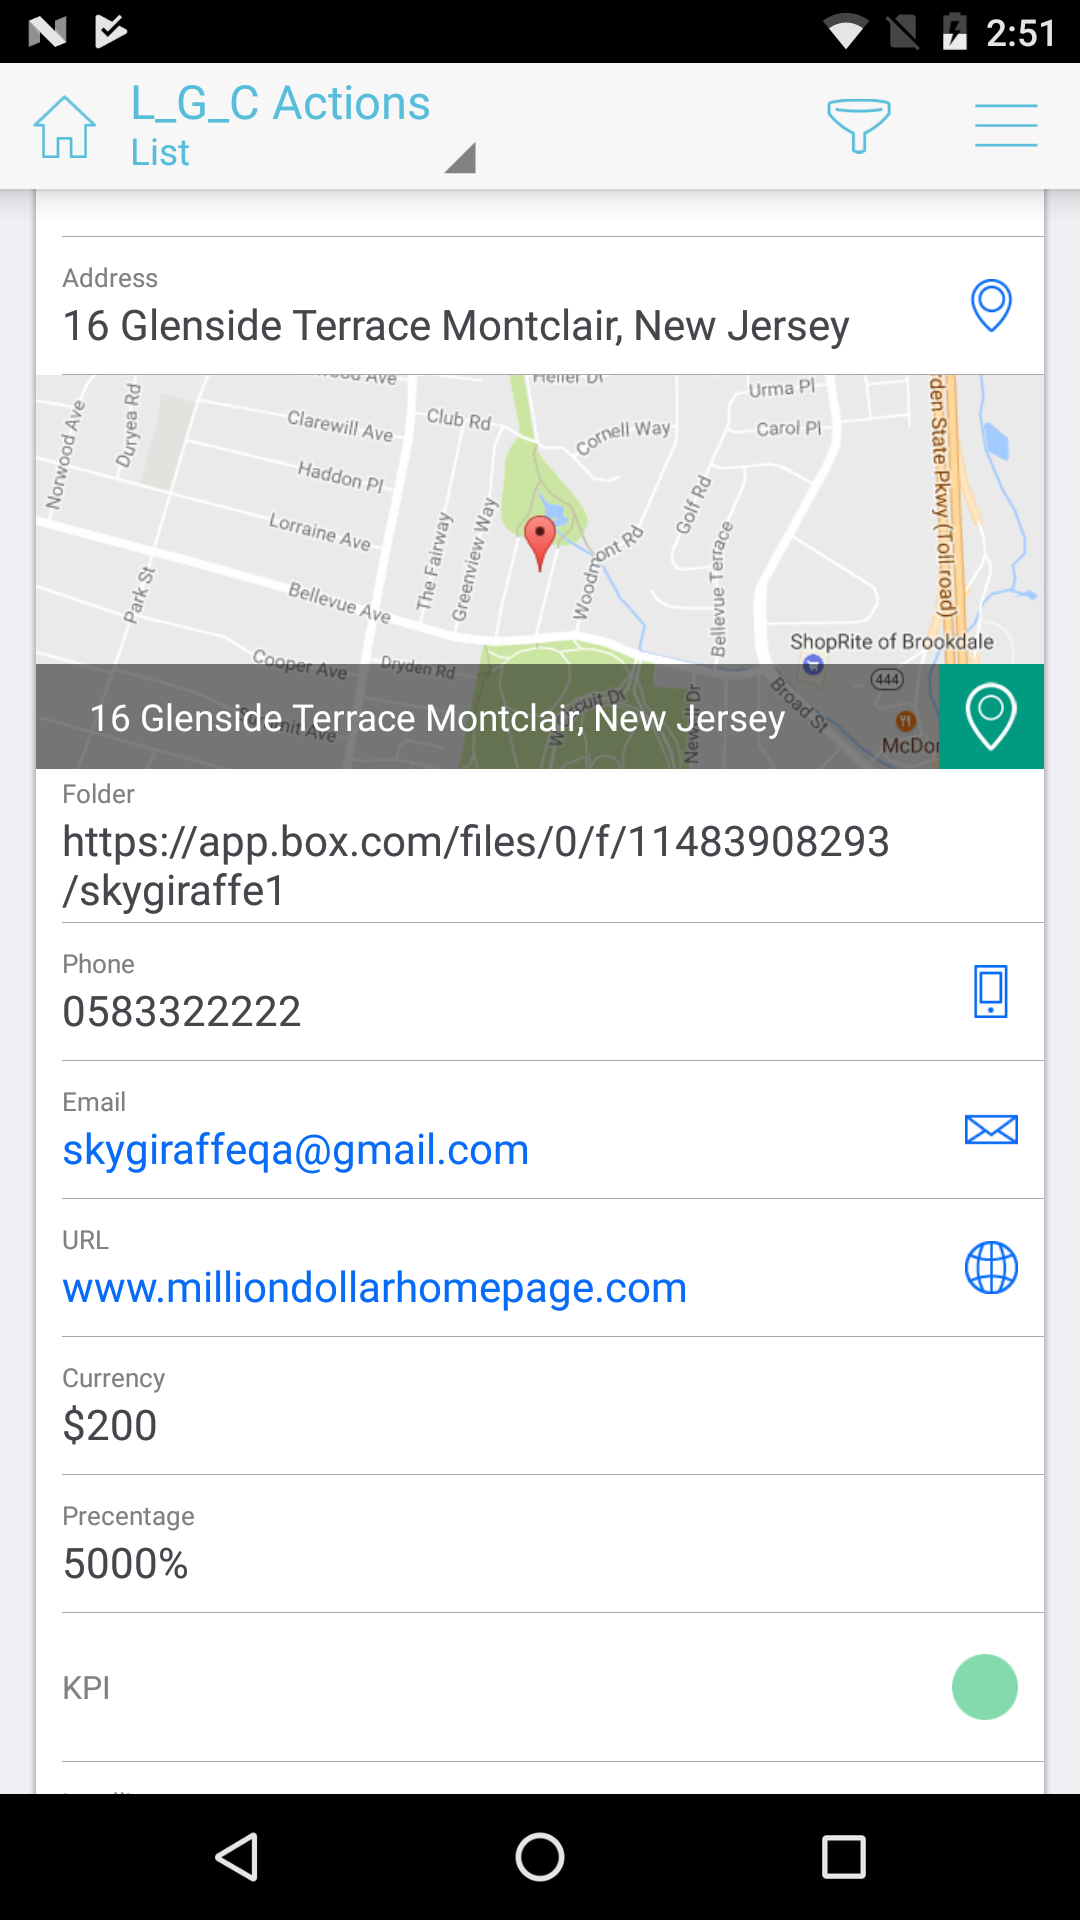 2:51
L_G_C Actions
List
Address
16 Glenside Terrace Montclair, New Jersey
Norwood Ave
Duryea Rd
Clarewill Ave
Club Rd
Cornell Way
Urma Pl
Carol Pl
Haddon Pl
Lorraine Ave
Golf Rd
rden State Pkwy (Toll road)
The Fairway
Greenview Way
Woodmont Rd
Bellevue Terrace
Park St
Bellevue Ave
ShopRite of Brookdale
Cooper Ave
Dryden Rd
444
Broad St
McDo
16 Glenside Terrace Montclair, New Jersey
Folder
https://app.box.com/files/0/f/11483908293
/skygiraffe1
Phone
0583322222
Email
skygiraffeqa@gmail.com
URL
www.milliondollarhomepage.com
Currency
$200
Precentage
5000%
KPI